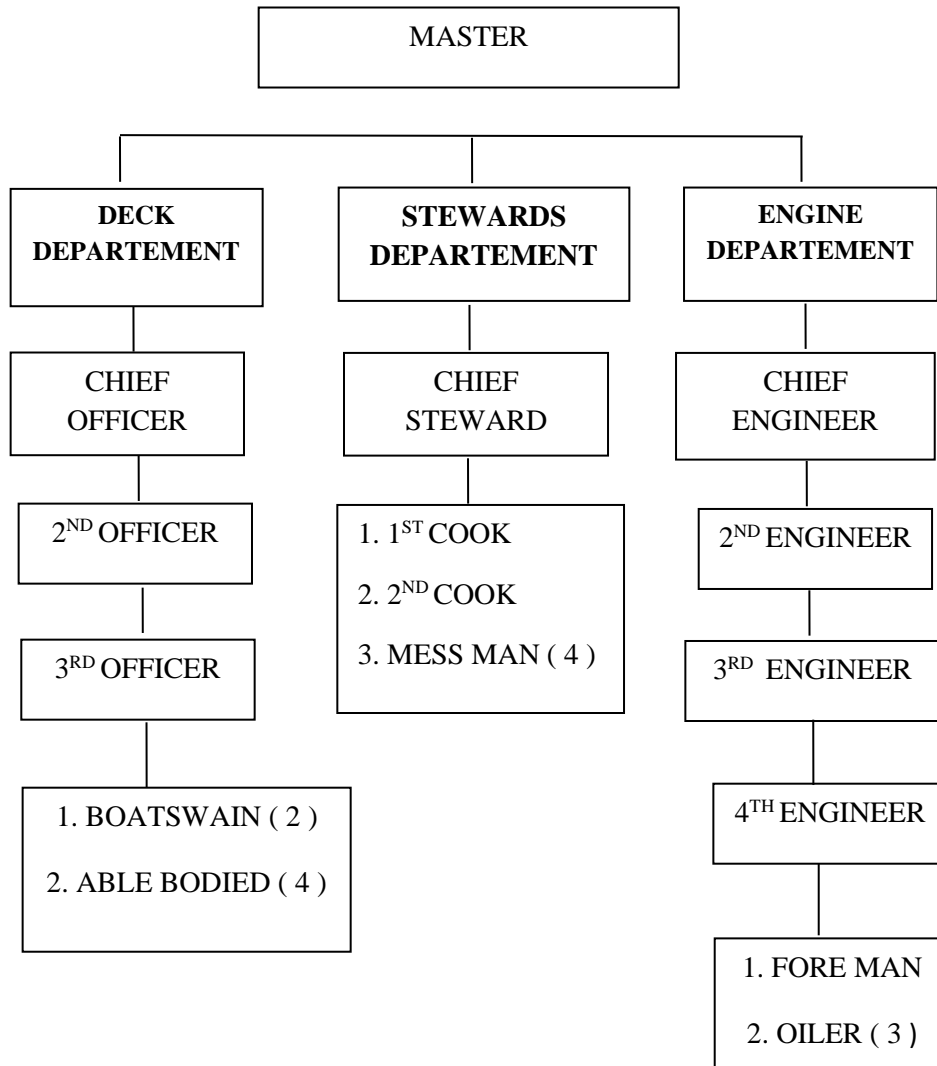 MASTER
DECK
DEPARTEMENT
STEWARDS
DEPARTEMENT
ENGINE
DEPARTEMENT
CHIEF
OFFICER
CHIEF
STEWARD
CHIEF
ENGINEER
2ND OFFICER
1. 1ST COOK
2. 2ND COOK
3. MESS MAN ( 4 )
2ND ENGINEER
3RD OFFICER
3RD ENGINEER
1. BOATSWAIN ( 2 )
2. ABLE BODIED ( 4 )
4TH ENGINEER
1. FORE MAN
2. OILER ( 3 )